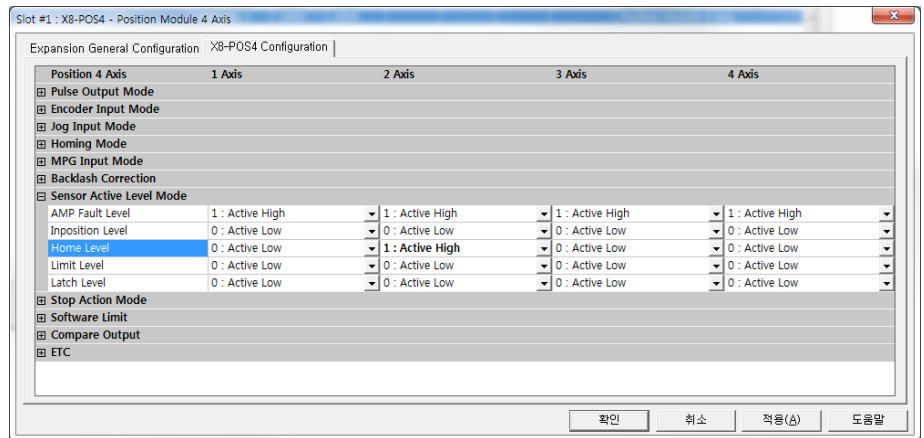 Slot #1 : X8-POS4 - Position Module 4 Axis
Expansion General Configuration X8-POS4 Configuration
Position 4 Axis 1 Axis 2 Axis 3 Axis 4 Axis
Pulse Output Mode
Encoder Input Mode
Jog Input Mode
Homing Mode
MPG Input Mode
Backlash Correction
Sensor Active Level Mode
AMP Fault Level 1 : Active High 1 : Active High 1 : Active High 1 : Active High
Inposition Level 0 : Active Low 0 : Active Low 0 : Active Low 0 : Active Low
Home Level 0 : Active Low 1 : Active High 0 : Active Low 0 : Active Low
Limit Level 0 : Active Low 0 : Active Low 0 : Active Low 0 : Active Low
Latch Level 0 : Active Low 0 : Active Low 0 : Active Low 0 : Active Low
Stop Action Mode
Software Limit
Compare Output
ETC
확인 취소 적용(A) 도움말